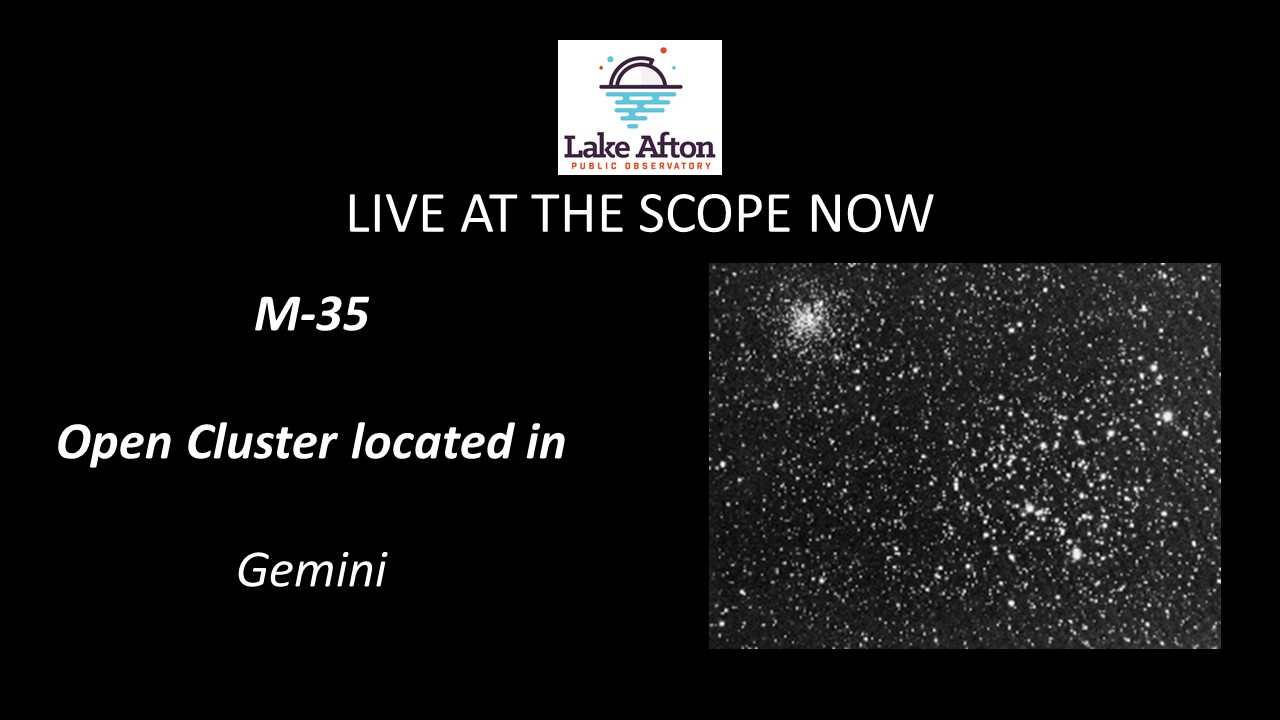 Lake Afton
PUBLIC OBSERVATORY
LIVE AT THE SCOPE NOW
M-35
Open Cluster located in
Gemini